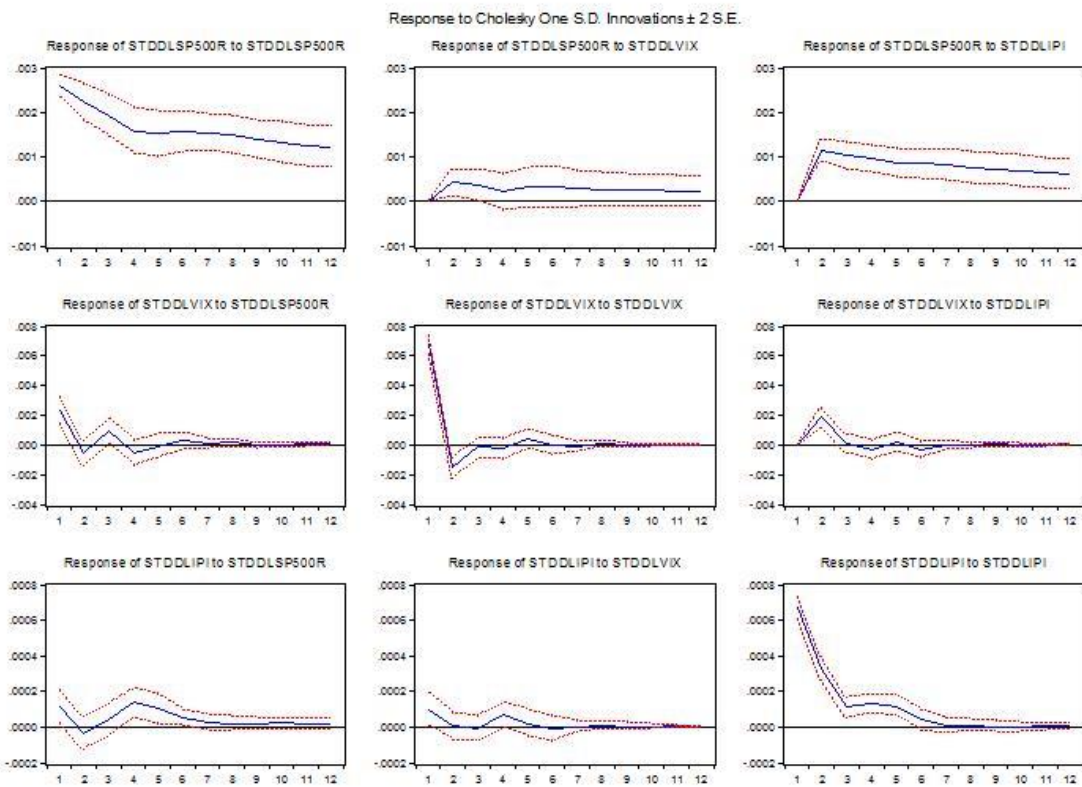 Response to Cholesky One S.D. Innovations ± 2 S.E.
Response of STDDLSP500R to STDDLSP500R
Response of STDDLSP500R to STDDLVIX
Response of STDDLSP500R to STDDLIPI
.003
.002
.001
.000
-.001
1 2 3 4 5 6 7 8 9 10 11 12
.003
.002
.001
.000
-.001
1 2 3 4 5 6 7 8 9 10 11 12
.003
.002
.001
.000
-.001
1 2 3 4 5 6 7 8 9 10 11 12
Response of STDDLVIX to STDDLSP500R
Response of STDDLVIX to STDDLVIX
Response of STDDLVIX to STDDLIPI
.008
.006
.004
.002
.000
-.002
-.004
1 2 3 4 5 6 7 8 9 10 11 12
.008
.006
.004
.002
.000
-.002
-.004
1 2 3 4 5 6 7 8 9 10 11 12
.008
.006
.004
.002
.000
-.002
-.004
1 2 3 4 5 6 7 8 9 10 11 12
Response of STDDLIPI to STDDLSP500R
Response of STDDLIPI to STDDLVIX
Response of STDDLIPI to STDDLIPI
.0008
.0006
.0004
.0002
.0000
-.0002
1 2 3 4 5 6 7 8 9 10 11 12
.0008
.0006
.0004
.0002
.0000
-.0002
1 2 3 4 5 6 7 8 9 10 11 12
.0008
.0006
.0004
.0002
.0000
-.0002
1 2 3 4 5 6 7 8 9 10 11 12